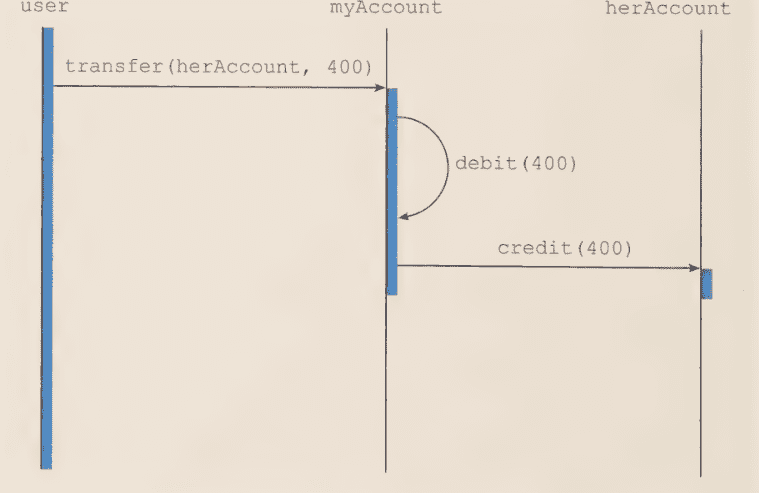 user
myAccount
herAccount
transfer(herAccount, 400)
debit(400)
credit(400)